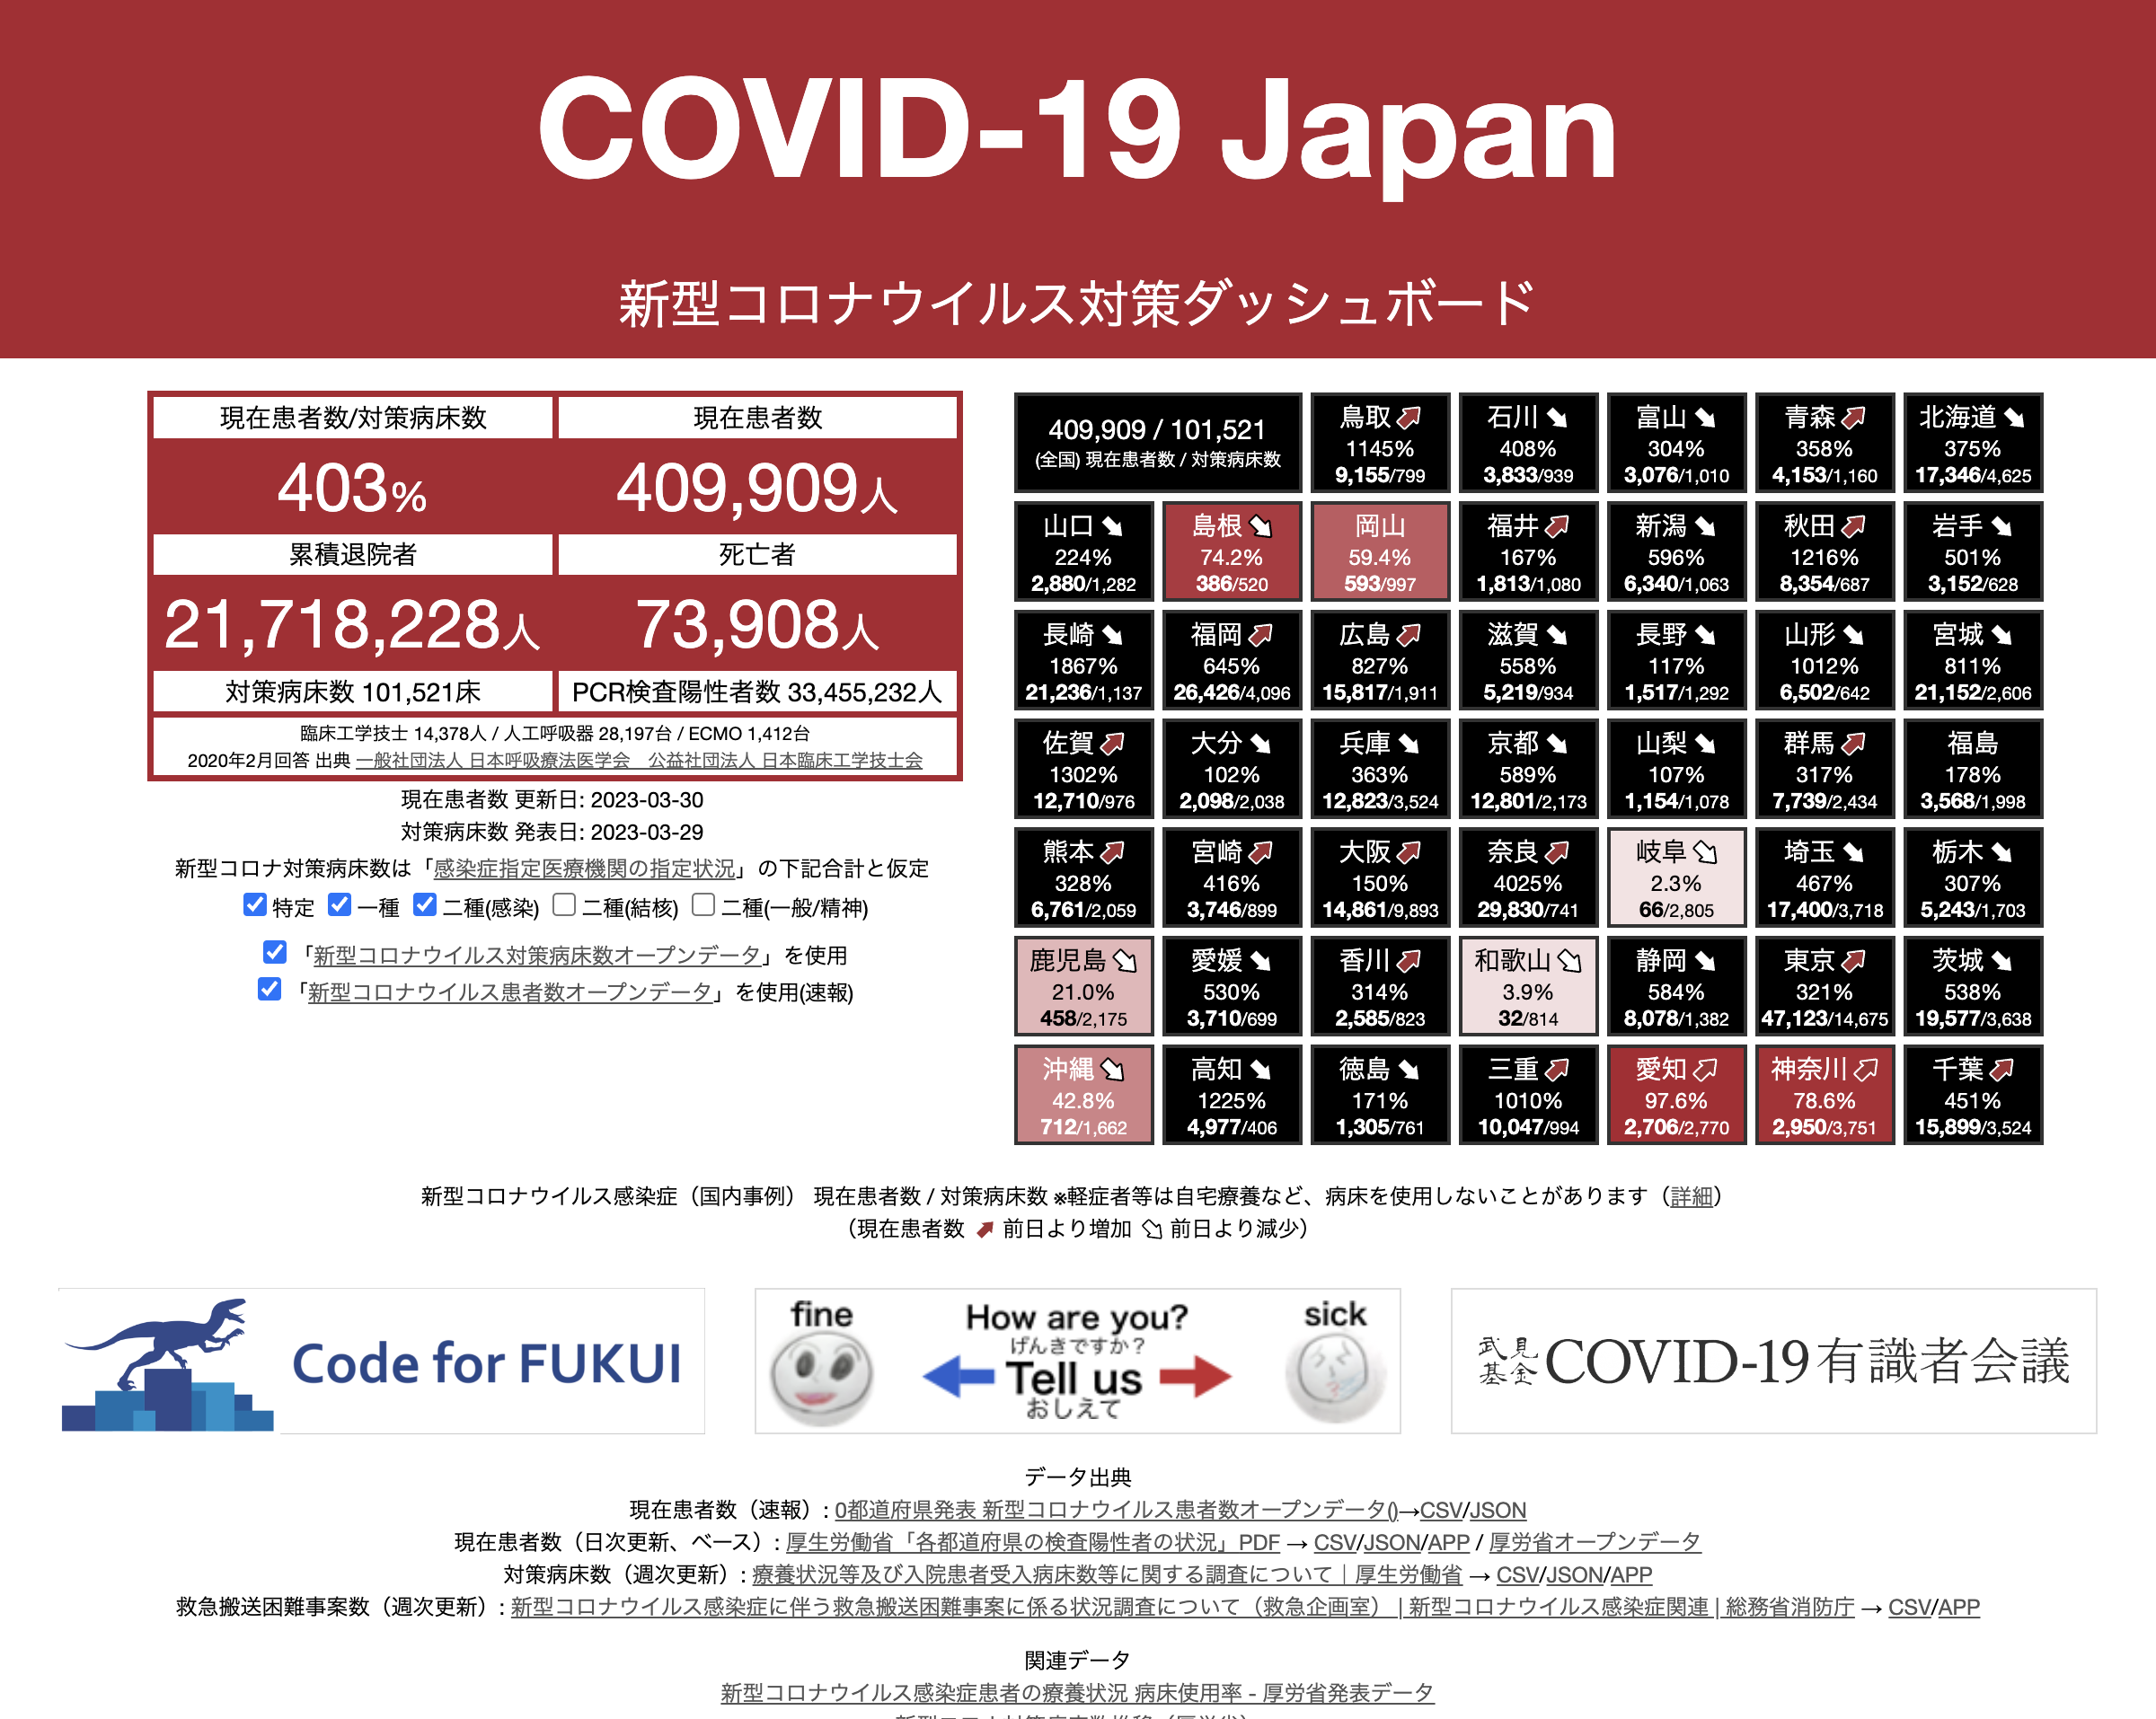 COVID-19 Japan
新型コロナウイルス対策ダッシュボード
現在患者数/対策病床数
現在患者数
403%
409,909人
累積退院者
死亡者
21,718,228人
73,908人
対策病床数 101,521床
PCR検査陽性者数 33,455,232人
臨床工学技士 14,378人 / 人工呼吸器 28,197台 / ECMO 1,412台
2020年2月回答 出典 一般社団法人 日本呼吸療法医学会　公益社団法人 日本臨床工学技士会
現在患者数 更新日: 2023-03-30
対策病床数 発表日: 2023-03-29
新型コロナ対策病床数は「感染症指定医療機関の指定状況」の下記合計と仮定
特定 一種 二種(感染) 二種(結核) 二種(一般/精神)
「新型コロナウイルス対策病床数オープンデータ」を使用
「新型コロナウイルス患者数オープンデータ」を使用(速報)
409,909 / 101,521
(全国) 現在患者数 / 対策病床数
鳥取
1145%
9,155/799
石川
408%
3,833/939
富山
304%
3,076/1,010
青森
358%
4,153/1,160
北海道
375%
17,346/4,625
山口
224%
2,880/1,282
島根
74.2%
386/520
岡山
59.4%
593/997
福井
167%
1,813/1,080
新潟
596%
6,340/1,063
秋田
1216%
8,354/687
岩手
501%
3,152/628
長崎
1867%
21,236/1,137
福岡
645%
26,426/4,096
広島
827%
15,817/1,911
滋賀
558%
5,219/934
長野
117%
1,517/1,292
山形
1012%
6,502/642
宮城
811%
21,152/2,606
佐賀
1302%
12,710/976
大分
102%
2,098/2,038
兵庫
363%
12,823/3,524
京都
589%
12,801/2,173
山梨
107%
1,154/1,078
群馬
317%
7,739/2,434
福島
178%
3,568/1,998
熊本
328%
6,761/2,059
宮崎
416%
3,746/899
大阪
150%
14,861/9,893
奈良
4025%
29,830/741
岐阜
2.3%
66/2,805
埼玉
467%
17,400/3,718
栃木
307%
5,243/1,703
鹿児島
21.0%
458/2,175
愛媛
530%
3,710/699
香川
314%
2,585/823
和歌山
3.9%
32/814
静岡
584%
8,078/1,382
東京
321%
47,123/14,675
茨城
538%
19,577/3,638
沖縄
42.8%
712/1,662
高知
1225%
4,977/406
徳島
171%
1,305/761
三重
1010%
10,047/994
愛知
97.6%
2,706/2,770
神奈川
78.6%
2,950/3,751
千葉
451%
15,899/3,524
新型コロナウイルス感染症（国内事例） 現在患者数 / 対策病床数 ※軽症者等は自宅療養など、病床を使用しないことがあります（詳細）
（現在患者数 前日より増加 前日より減少）
Code for FUKUI
fine
How are you?
げんきですか？
Tell us
おしえて
sick
武見基金 COVID-19有識者会議
データ出典
現在患者数（速報）: 0都道府県発表 新型コロナウイルス患者数オープンデータ()→CSV/JSON
現在患者数（日次更新、ベース）: 厚生労働省「各都道府県の検査陽性者の状況」PDF → CSV/JSON/APP / 厚労省オープンデータ
対策病床数（週次更新）: 療養状況等及び入院患者受入病床数等に関する調査について｜厚生労働省 → CSV/JSON/APP
救急搬送困難事案数（週次更新）: 新型コロナウイルス感染症に伴う救急搬送困難事案に係る状況調査について（救急企画室） | 新型コロナウイルス感染症関連 | 総務省消防庁 → CSV/APP
関連データ
新型コロナウイルス感染症患者の療養状況 病床使用率 - 厚労省発表データ